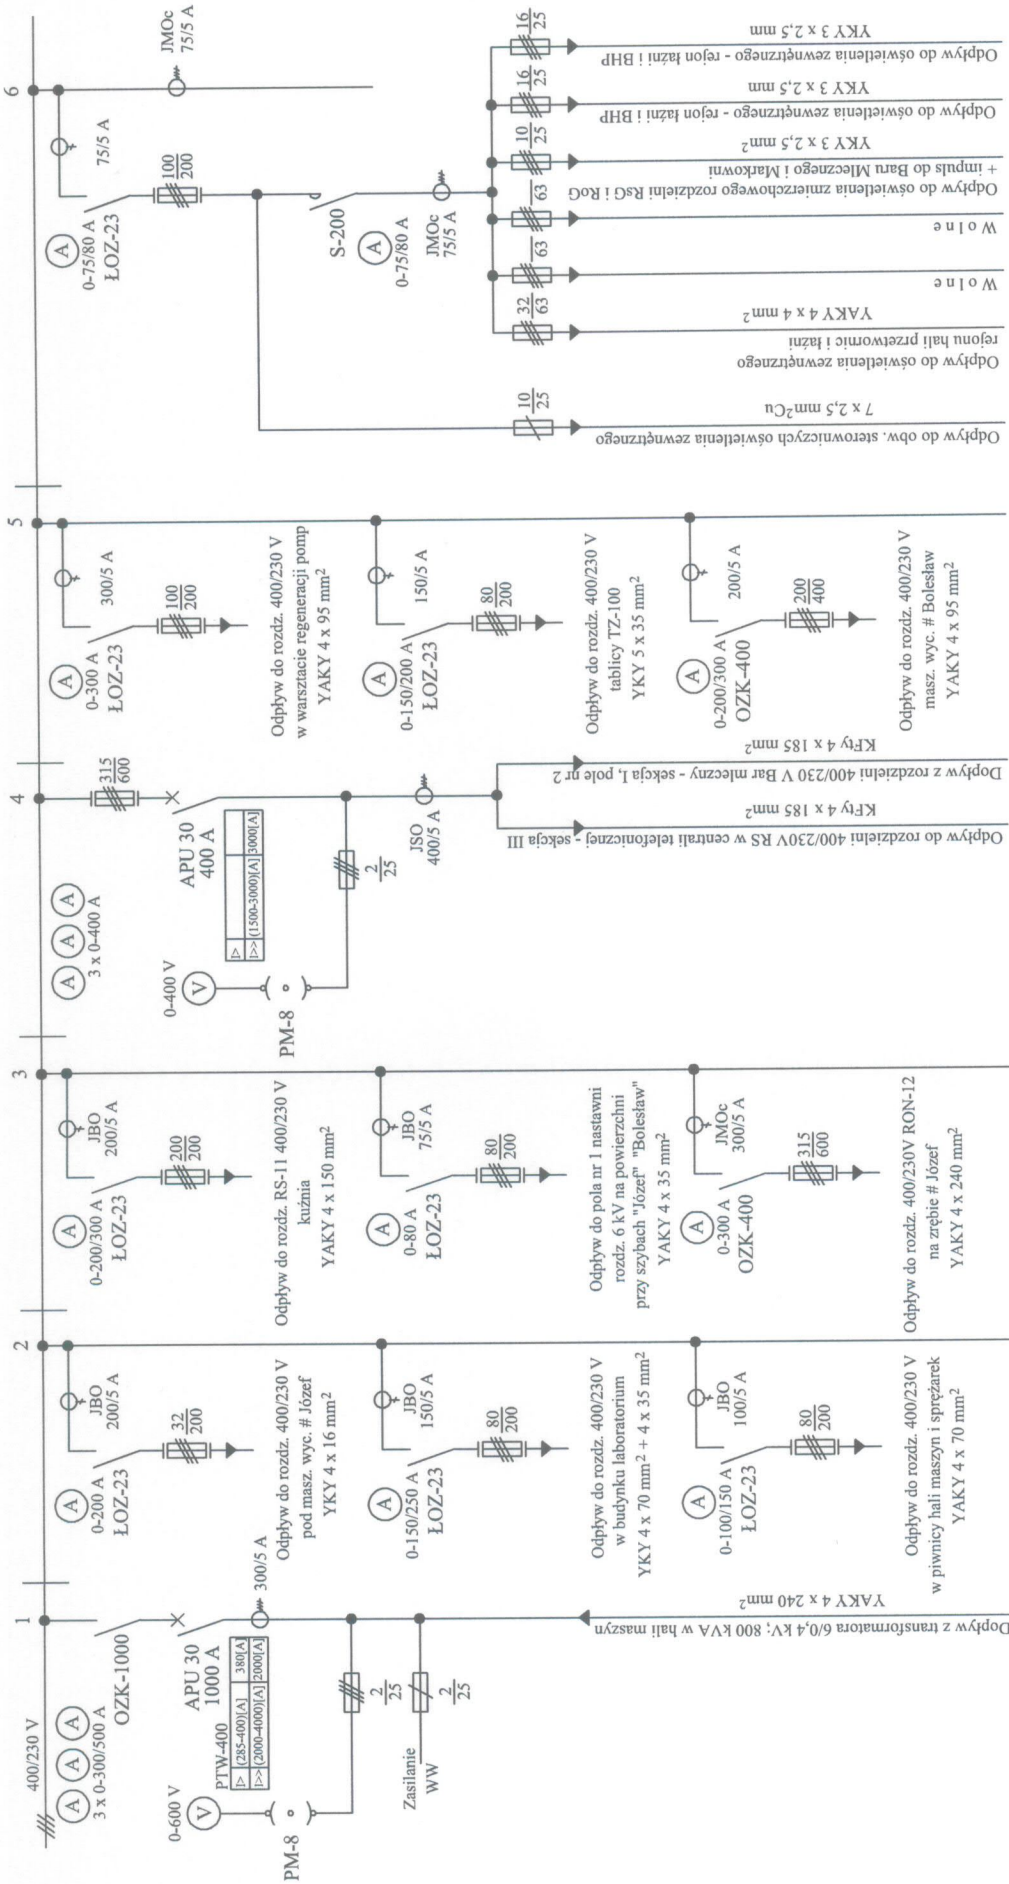 400/230 V
1
A A A
3 x 0-300/500 A
OZK-1000
APU 30
1000 A
PTW-400
I> (285-400)[A] 380[A]
I>> (2000-4000)[A] 2000[A]
300/5 A
0-600 V
V
PM-8
2
25
Zasilanie
WW
2
25
Dopływ z transformatora 6/0,4 kV; 800 kVA w hali maszyn
YAKY 4 x 240 mm²
2
A
0-200 A
ŁOZ-23
JBO
200/5 A
32
200
Odpływ do rozdz. 400/230 V
pod masz. wyc. # Józef
YKY 4 x 16 mm²
A
0-150/250 A
ŁOZ-23
JBO
150/5 A
80
200
Odpływ do rozdz. 400/230 V
w budynku laboratorium
YKY 4 x 70 mm² + 4 x 35 mm²
A
0-100/150 A
ŁOZ-23
JBO
100/5 A
80
200
Odpływ do rozdz. 400/230 V
w piwnicy hali maszyn i sprężarek
YAKY 4 x 70 mm²
3
A
0-200/300 A
ŁOZ-23
JBO
200/5 A
200
200
Odpływ do rozdz. RS-11 400/230 V
kuźnia
YAKY 4 x 150 mm²
A
0-80 A
ŁOZ-23
JBO
75/5 A
80
200
Odpływ do pola nr 1 nastawni
rozdz. 6 kV na powierzchni
przy szybach "Józef" "Bolesław"
YAKY 4 x 35 mm²
A
0-300 A
OZK-400
JMOc
300/5 A
315
600
Odpływ do rozdz. 400/230V RON-12
na zrębie # Józef
YAKY 4 x 240 mm²
4
A A A
3 x 0-400 A
315
600
APU 30
400 A
I>
I>> (1500-3000)[A] 3000[A]
0-400 V
V
PM-8
2
25
JSO
400/5 A
Odpływ do rozdzielni 400/230V RS w centrali telefonicznej - sekcja III
KFty 4 x 185 mm²
Dopływ z rozdzielni 400/230 V Bar mleczny - sekcja I, pole nr 2
KFty 4 x 185 mm²
5
A
0-300 A
ŁOZ-23
300/5 A
100
200
Odpływ do rozdz. 400/230 V
w warsztacie regeneracji pomp
YAKY 4 x 95 mm²
A
0-150/200 A
ŁOZ-23
150/5 A
80
200
Odpływ do rozdz. 400/230 V
tablicy TZ-100
YKY 5 x 35 mm²
A
0-200/300 A
OZK-400
200/5 A
200
400
Odpływ do rozdz. 400/230 V
masz. wyc. # Bolesław
YAKY 4 x 95 mm²
6
A
0-75/80 A
ŁOZ-23
75/5 A
100
200
JMOc
75/5 A
S-200
A
0-75/80 A
JMOc
75/5 A
10
25
Odpływ do obw. sterowniczych oświetlenia zewnętrznego
7 x 2,5 mm²Cu
32
63
Odpływ do oświetlenia zewnętrznego
rejonu hali przetwornic i łaźni
YAKY 4 x 4 mm²
63
W o l n e
63
W o l n e
10
25
Odpływ do oświetlenia zmierzchowego rozdzielni RsG i RoG
+ impuls do Baru Mlecznego i Markowni
YKY 3 x 2,5 mm²
16
25
Odpływ do oświetlenia zewnętrznego - rejon łaźni i BHP
YKY 3 x 2,5 mm
16
25
Odpływ do oświetlenia zewnętrznego - rejon łaźni i BHP
YKY 3 x 2,5 mm